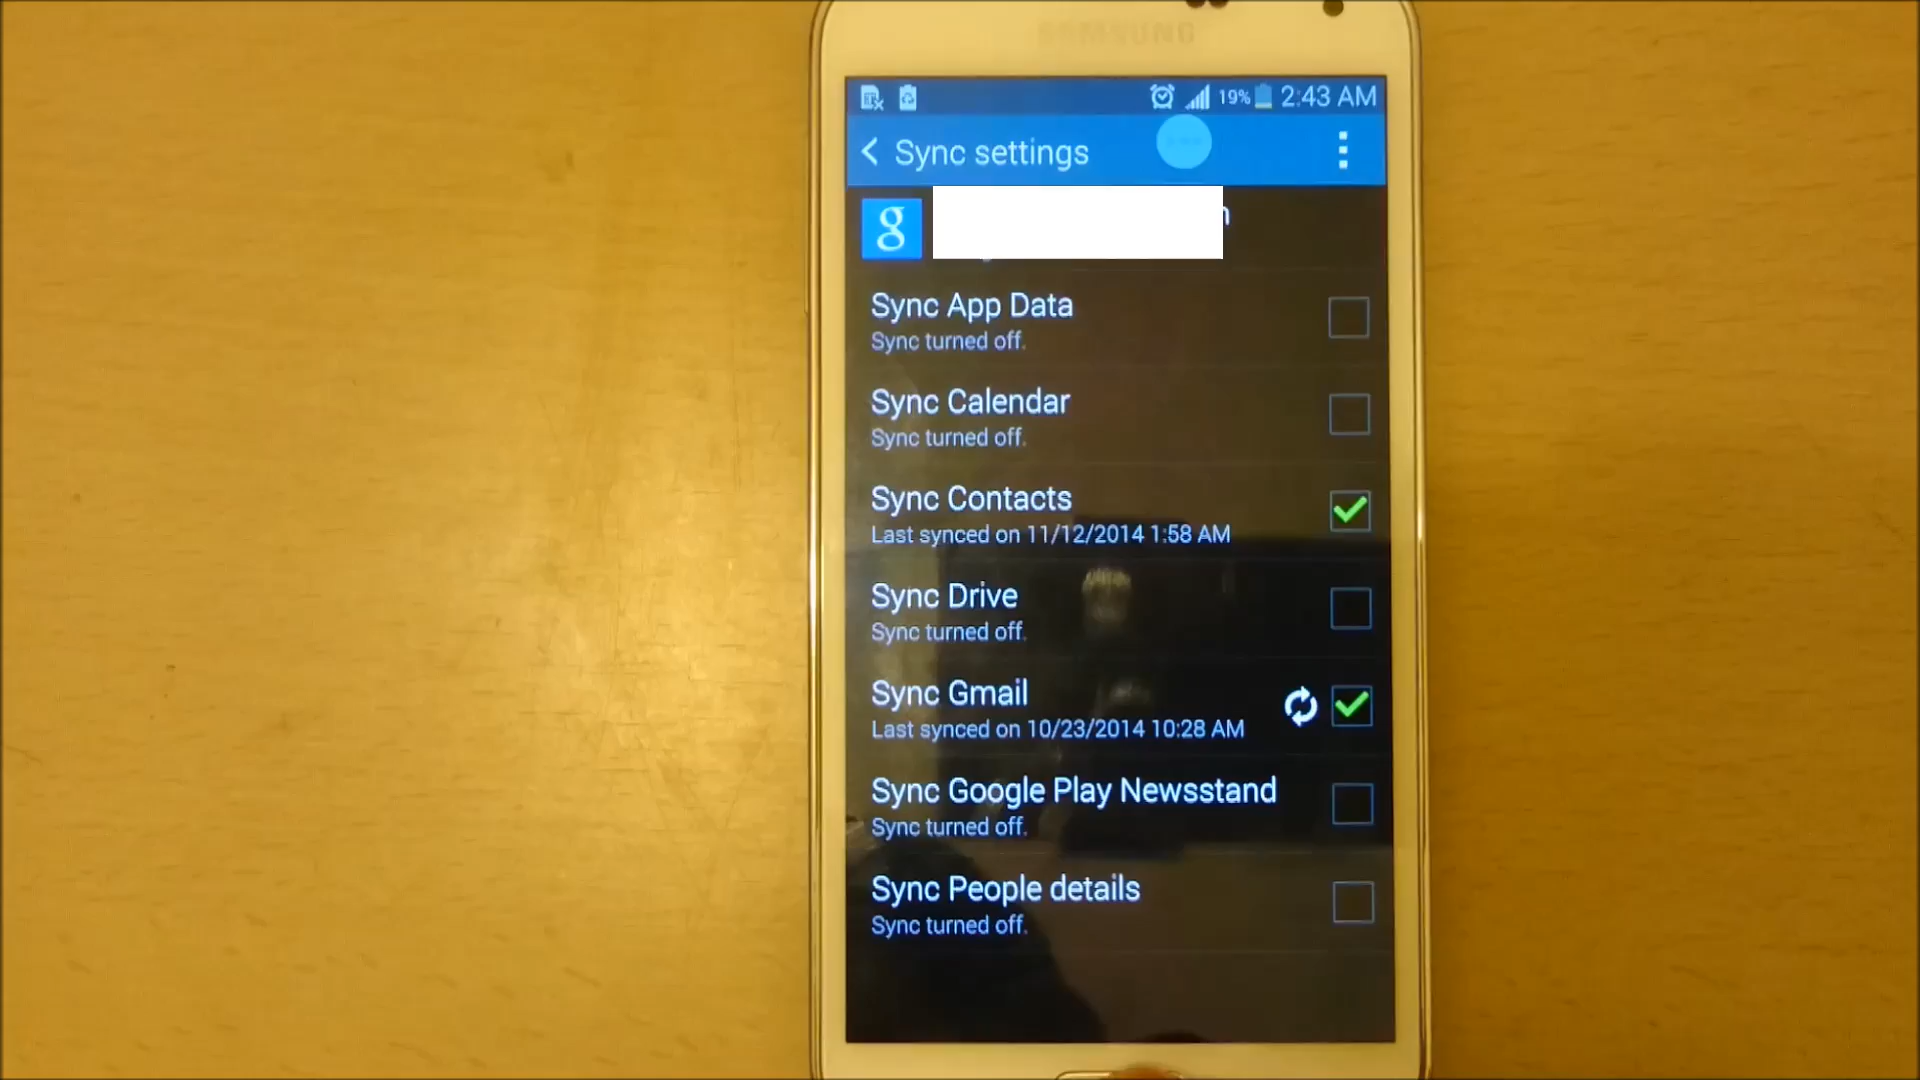 SAMSUNG
19% 2:43 AM
Sync settings
g
Sync App Data
Sync turned off.
Sync Calendar
Sync turned off.
Sync Contacts
Last synced on 11/12/2014 1:58 AM
Sync Drive
Sync turned off.
Sync Gmail
Last synced on 10/23/2014 10:28 AM
Sync Google Play Newsstand
Sync turned off.
Sync People details
Sync turned off.